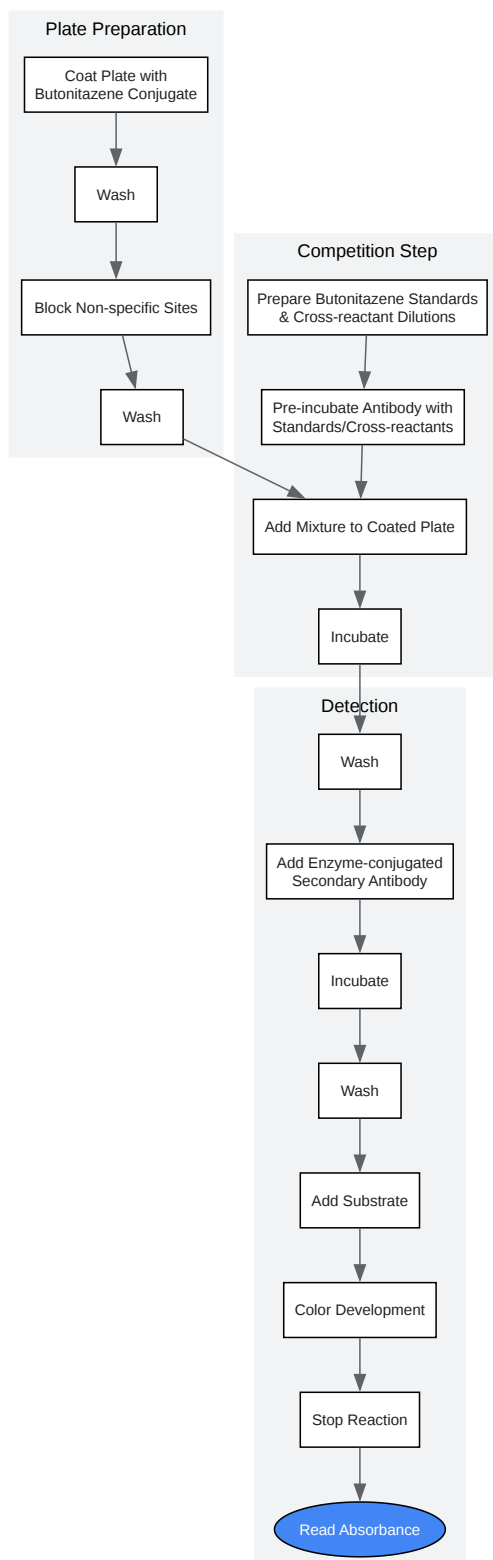 Plate Preparation
Coat Plate with
Butonitazene Conjugate
Wash
Block Non-specific Sites
Wash
Competition Step
Prepare Butonitazene Standards
& Cross-reactant Dilutions
Pre-incubate Antibody with
Standards/Cross-reactants
Add Mixture to Coated Plate
Incubate
Detection
Wash
Add Enzyme-conjugated
Secondary Antibody
Incubate
Wash
Add Substrate
Color Development
Stop Reaction
Read Absorbance